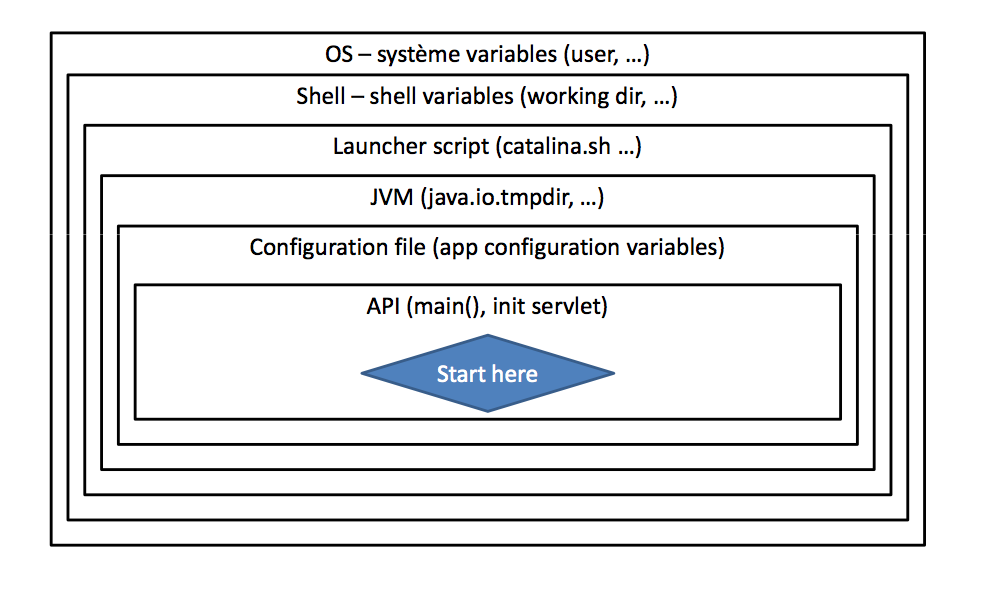 OS – système variables (user, …)
Shell – shell variables (working dir, …)
Launcher script (catalina.sh …)
JVM (java.io.tmpdir, …)
Configuration file (app configuration variables)
API (main(), init servlet)
Start here